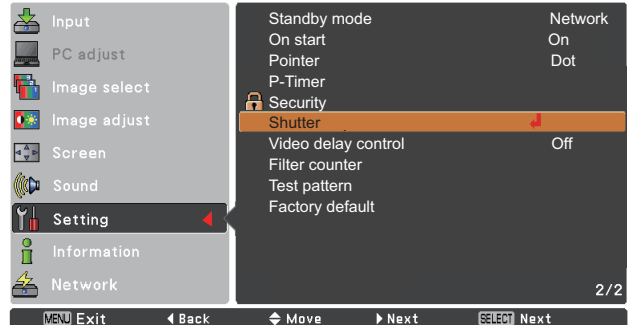 Input
PC adjust
Image select
Image adjust
Screen
Sound
Setting
Information
Network
Standby mode Network
On start On
Pointer Dot
P-Timer
Security
Shutter
Video delay control Off
Filter counter
Test pattern
Factory default
2/2
MENU Exit Back Move Next SELECT Next